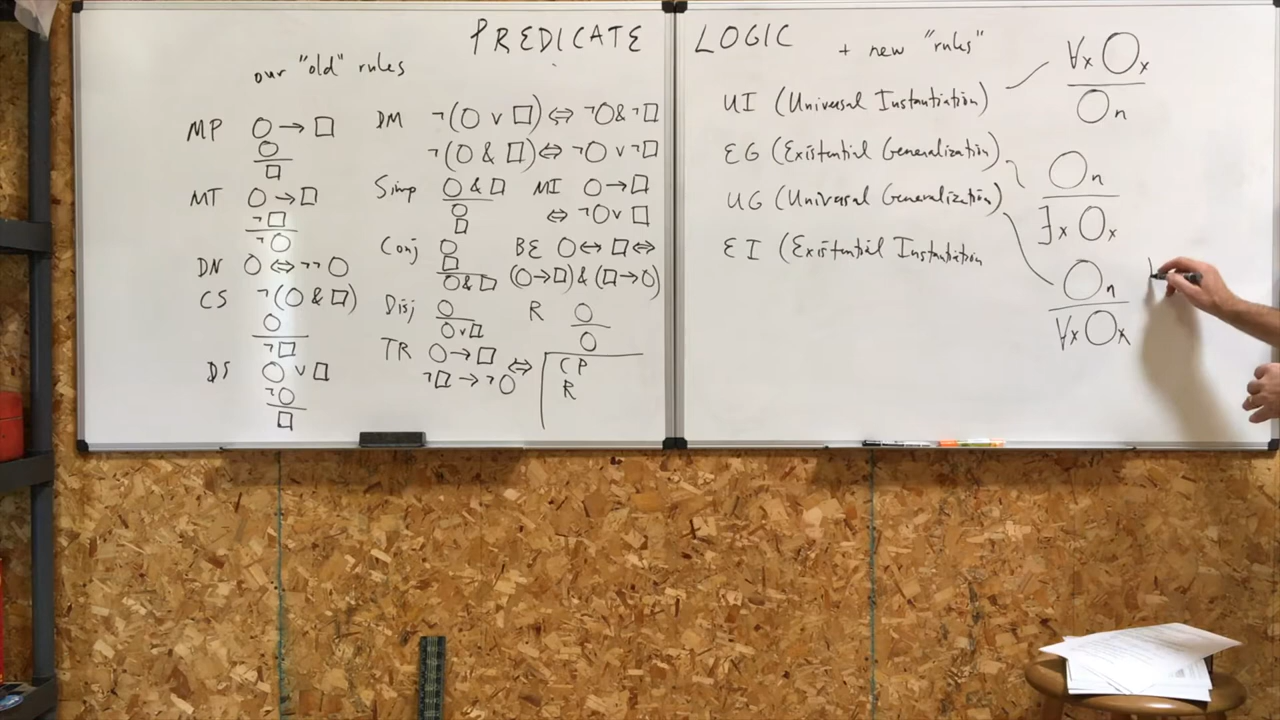 PREDICATE LOGIC
our "old" rules
MP ○ → □
○
□
MT ○ → □
¬□
¬○
DN ○ ⇔ ¬¬○
CS ¬(○ & □)
○
¬□
DS ○ v □
¬○
□
DM ¬(○ v □) ⇔ ¬○ & ¬□
¬(○ & □) ⇔ ¬○ v ¬□
Simp ○ & □
○
□
MI ○ → □
⇔ ¬○ v □
Conj ○
□
○ & □
BE ○ ↔ □ ⇔
(○ → □) & (□ → ○)
Disj ○
○ v □
R ○
○
TR ○ → □ ⇔
¬□ → ¬○
CP
R
+ new "rules"
UI (Universal Instantiation)
EG (Existential Generalization)
UG (Universal Generalization)
EI (Existential Instantiation
∀x ○x
○n
○n
∃x ○x
○n
∀x ○x